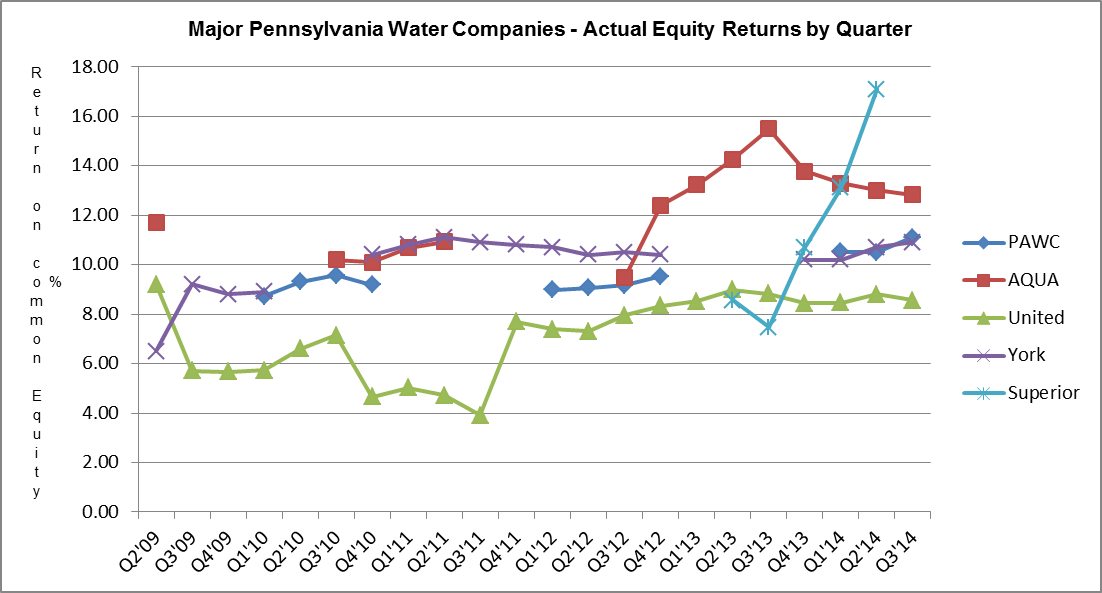 Major Pennsylvania Water Companies - Actual Equity Returns by Quarter
Return on common Equity
%
18.00
16.00
14.00
12.00
10.00
8.00
6.00
4.00
2.00
0.00
Q2'09
Q3'09
Q4'09
Q1'10
Q2'10
Q3'10
Q4'10
Q1'11
Q2'11
Q3'11
Q4'11
Q1'12
Q2'12
Q3'12
Q4'12
Q1'13
Q2'13
Q3'13
Q4'13
Q1'14
Q2'14
Q3'14
PAWC
AQUA
United
York
Superior